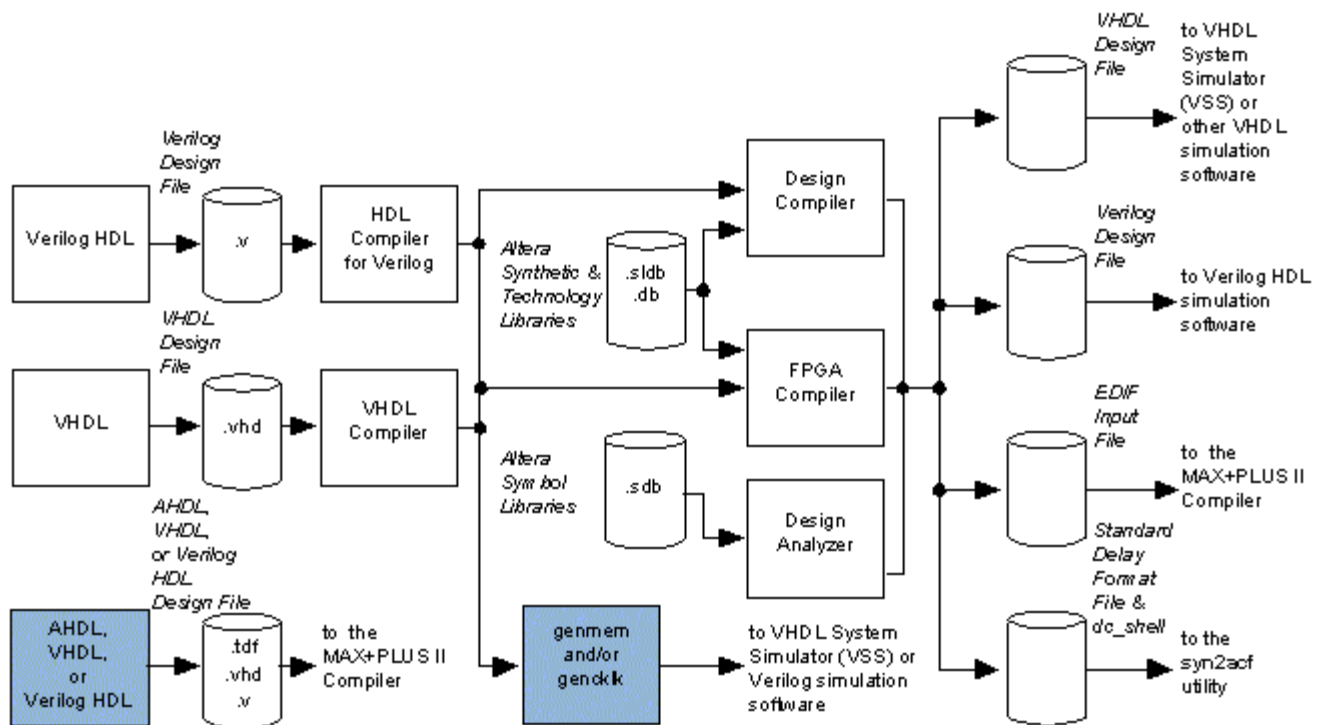 VHDL
Design
File
to VHDL
System
Simulator
(VSS) or
other VHDL
simulation
software
Verilog
Design
File
Verilog HDL
.v
HDL
Compiler
for Verilog
Altera
Synthetic &
Technology
Libraries
.sldb
.db
Design
Compiler
Verilog
Design
File
to Verilog HDL
simulation
software
VHDL
Design
File
VHDL
.vhd
VHDL
Compiler
FPGA
Compiler
EDIF
Input
File
to the
MAX+PLUS II
Compiler
Altera
Symbol
Libraries
.sdb
Design
Analyzer
Standard
Delay
Format
File &
dc_shell
to the
syn2acf
utility
AHDL,
VHDL,
or Verilog
HDL
Design File
AHDL,
VHDL,
or
Verilog HDL
.tdf
.vhd
.v
to the
MAX+PLUS II
Compiler
genmem
and/or
gencklk
to VHDL System
Simulator (VSS) or
Verilog simulation
software